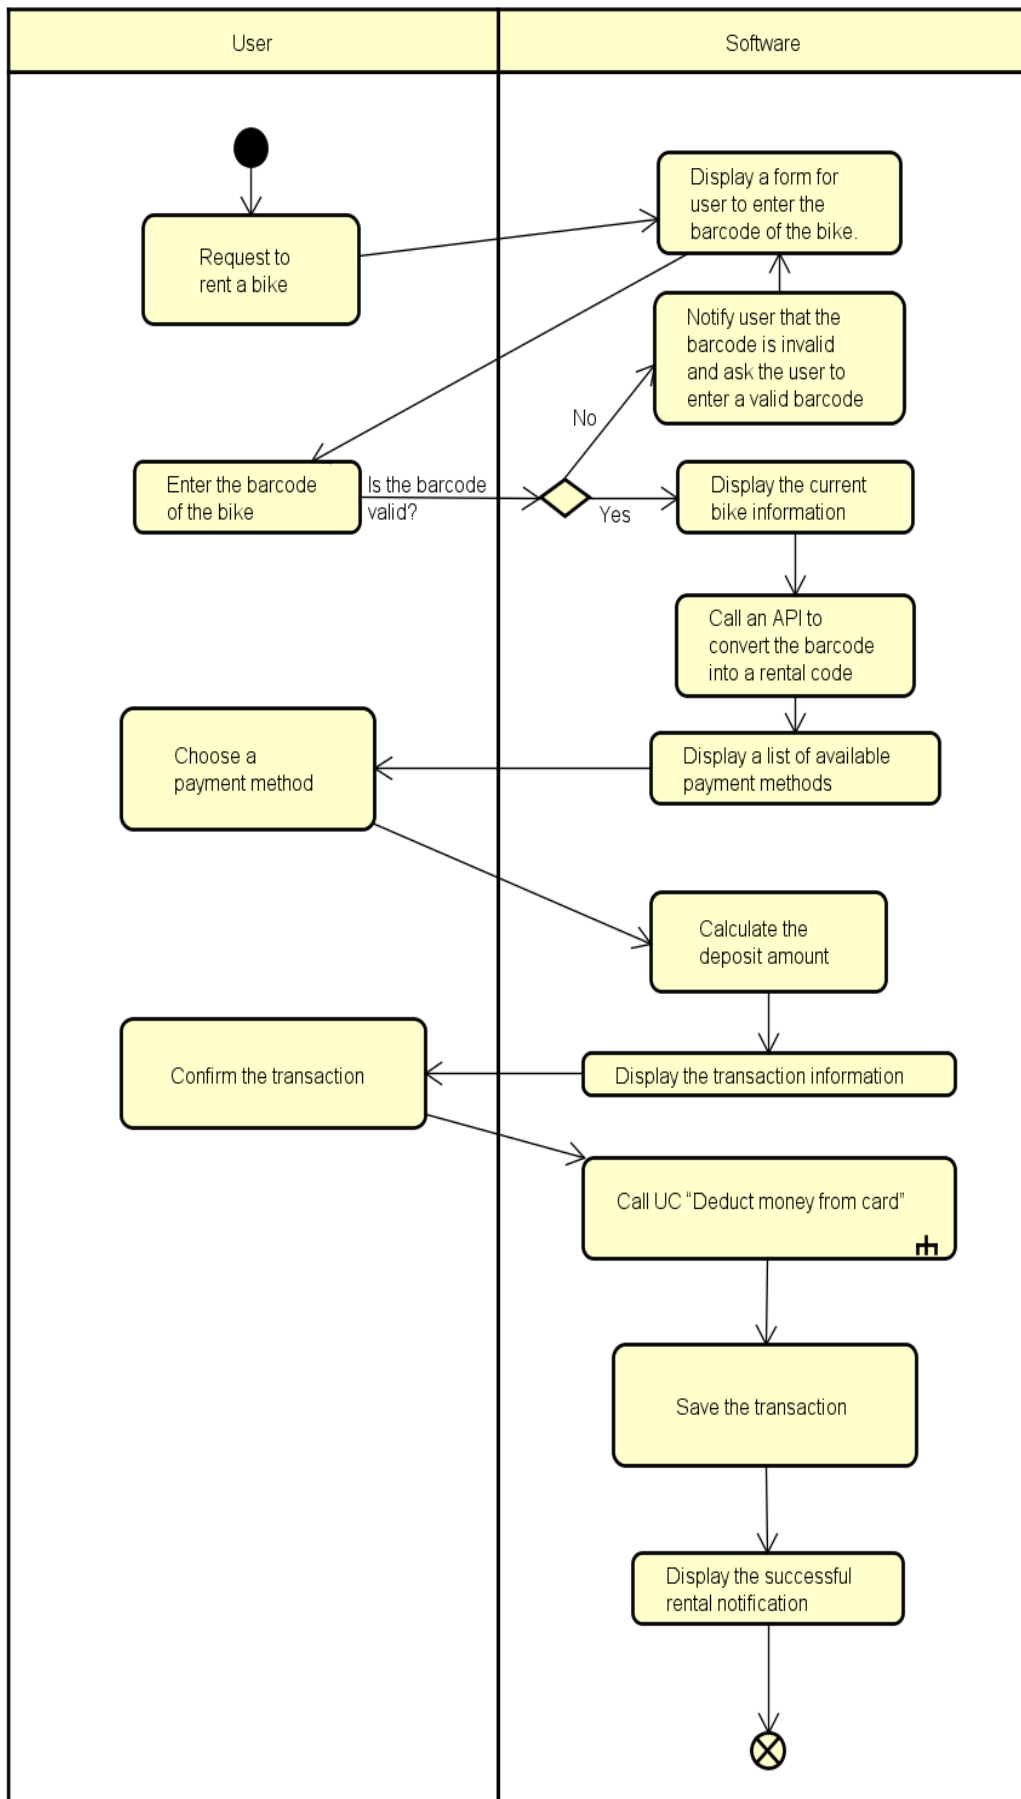 User
Software
Display a form for
user to enter the
barcode of the bike.
Request to
rent a bike
Notify user that the
barcode is invalid
and ask the user to
enter a valid barcode
No
Enter the barcode
of the bike
Is the barcode
valid?
Yes
Display the current
bike information
Call an API to
convert the barcode
into a rental code
Display a list of available
payment methods
Choose a
payment method
Calculate the
deposit amount
Display the transaction information
Confirm the transaction
Call UC “Deduct money from card”
Save the transaction
Display the successful
rental notification